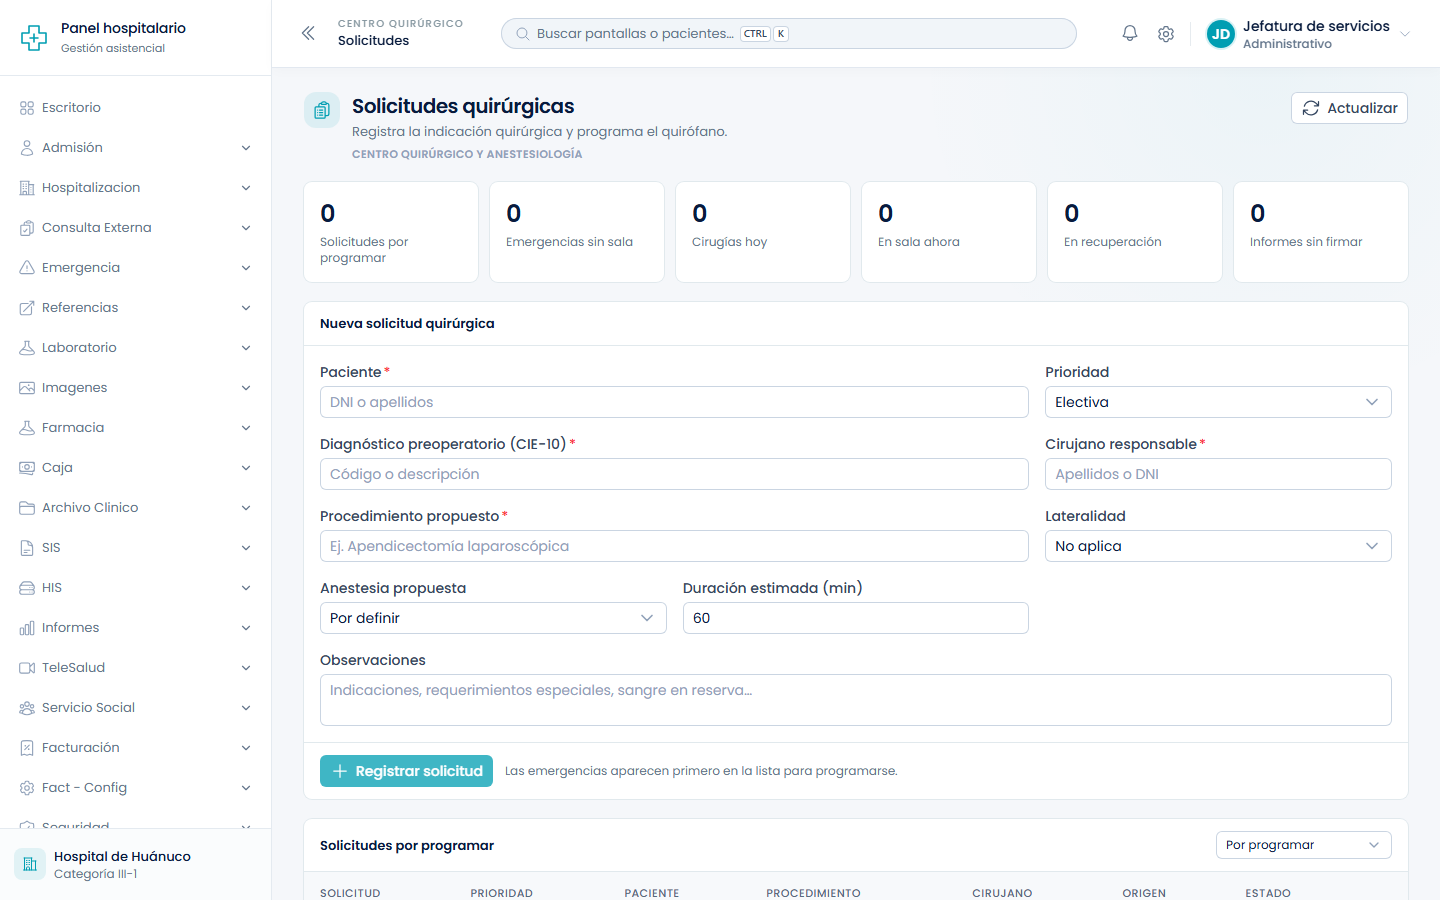 Panel hospitalario
Gestión asistencial
CENTRO QUIRÚRGICO
Solicitudes
Buscar pantallas o pacientes... CTRL K
JD
Jefatura de servicios
Administrativo
Escritorio
Admisión
Hospitalizacion
Consulta Externa
Emergencia
Referencias
Laboratorio
Imagenes
Farmacia
Caja
Archivo Clinico
SIS
HIS
Informes
TeleSalud
Servicio Social
Facturación
Fact - Config
Seguridad
Hospital de Huánuco
Categoría III-1
Solicitudes quirúrgicas
Registra la indicación quirúrgica y programa el quirófano.
CENTRO QUIRÚRGICO Y ANESTESIOLOGÍA
Actualizar
0
Solicitudes por
programar
0
Emergencias sin sala
0
Cirugías hoy
0
En sala ahora
0
En recuperación
0
Informes sin firmar
Nueva solicitud quirúrgica
Paciente*
DNI o apellidos
Prioridad
Electiva
Diagnóstico preoperatorio (CIE-10)*
Código o descripción
Cirujano responsable*
Apellidos o DNI
Procedimiento propuesto*
Ej. Apendicectomía laparoscópica
Lateralidad
No aplica
Anestesia propuesta
Por definir
Duración estimada (min)
60
Observaciones
Indicaciones, requerimientos especiales, sangre en reserva...
Registrar solicitud
Las emergencias aparecen primero en la lista para programarse.
Solicitudes por programar
Por programar
SOLICITUD PRIORIDAD PACIENTE PROCEDIMIENTO CIRUJANO ORIGEN ESTADO